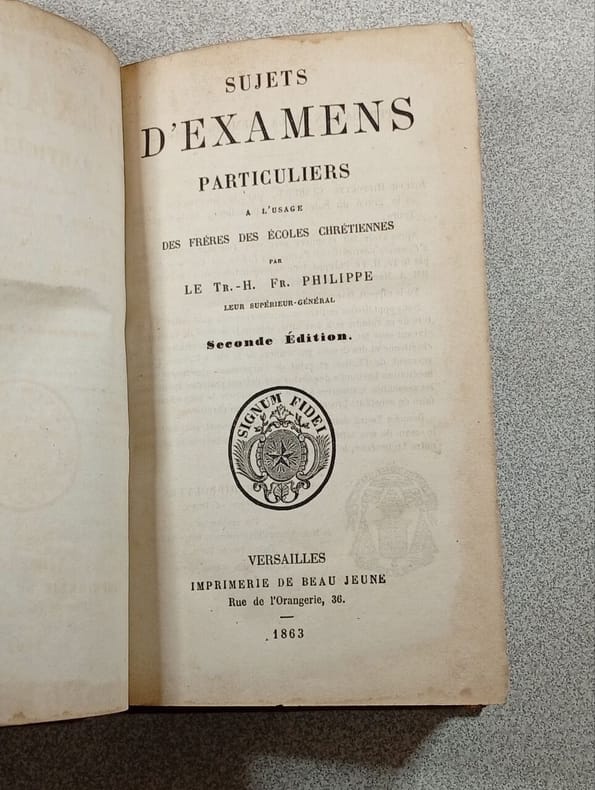 SUJETS
D'EXAMENS
PARTICULIERS
A L'USAGE
DES FRÈRES DES ÉCOLES CHRÉTIENNES
PAR
LE TR.-H. FR. PHILIPPE
LEUR SUPÉRIEUR-GÉNÉRAL
Seconde Édition.
SIGNUM FIDEI
VERSAILLES
IMPRIMERIE DE BEAU JEUNE
Rue de l'Orangerie, 36.
1863